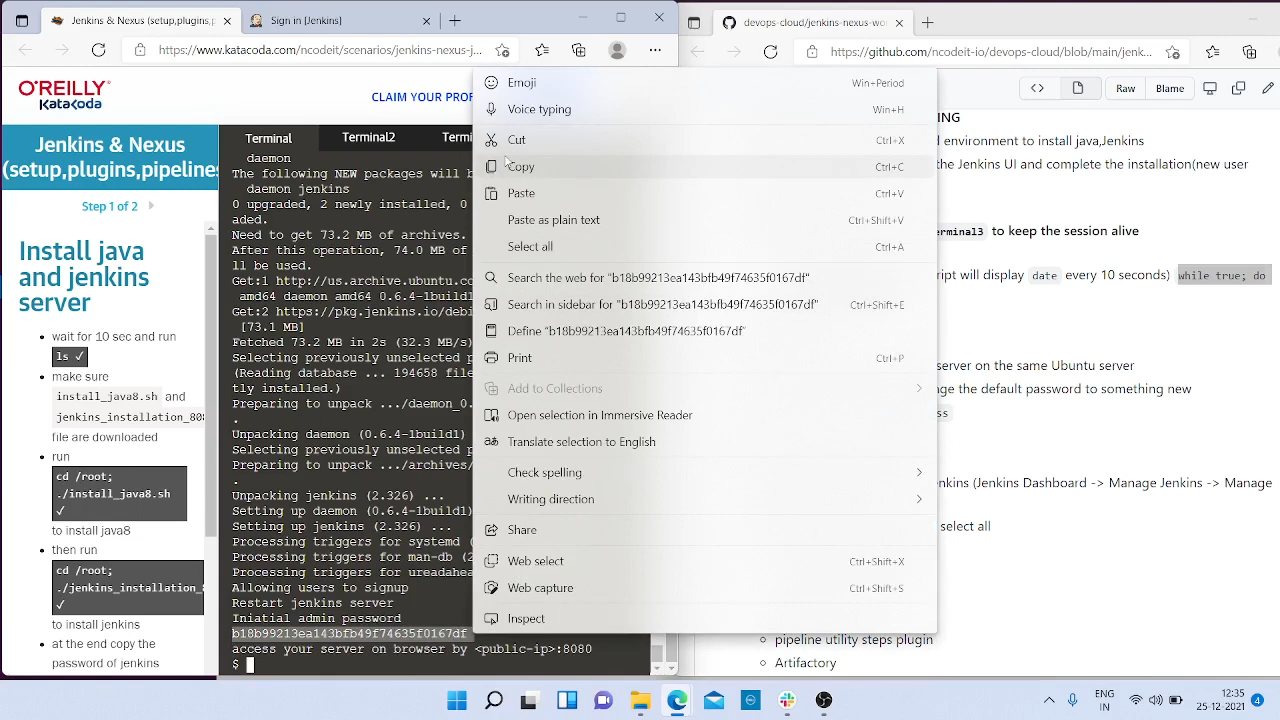 Jenkins & Nexus (setup,plugins,p
Sign in [Jenkins]
devops-cloud/jenkins-nexus-wo
https://www.katacoda.com/ncodeit/scenarios/jenkins-nexus-j...
https://github.com/ncodeit-io/devops-cloud/blob/main/jenk...
O'REILLY
KATAKODA
CLAIM YOUR PROF
Raw
Blame
Jenkins & Nexus
(setup,plugins,pipelines
Step 1 of 2
Install java
and jenkins
server
wait for 10 sec and run
ls ✓
make sure
install_java8.sh and
jenkins_installation_808
file are downloaded
run
cd /root;
./install_java8.sh
✓
to install java8
then run
cd /root;
./jenkins_installation_8
✓
to install jenkins
at the end copy the
password of jenkins
Terminal
Terminal2
Termi
daemon
The following NEW packages will b
daemon jenkins
0 upgraded, 2 newly installed, 0
aded.
Need to get 73.2 MB of archives.
After this operation, 74.0 MB of
ll be used.
Get:1 http://us.archive.ubuntu.co
amd64 daemon amd64 0.6.4-1buil
Get:2 https://pkg.jenkins.io/debi
[73.1 MB]
Fetched 73.2 MB in 2s (32.3 MB/s)
Selecting previously unselected p
(Reading database ... 194658 file
tly installed.)
Preparing to unpack .../daemon_0.
.
Unpacking daemon (0.6.4-1build1)
Selecting previously unselected p
Preparing to unpack .../archives/
.
Unpacking jenkins (2.326) ...
Setting up daemon (0.6.4-1build1)
Setting up jenkins (2.326) ...
Processing triggers for systemd (
Processing triggers for man-db (2
Processing triggers for ureadahea
Allowing users to signup
Restart jenkins server
Iniatial admin password
b18b99213ea143bfb49f74635f0167df
access your server on browser by <public-ip>:8080
$
Emoji Win+Period
Voice typing Win+H
Cut Ctrl+X
Copy Ctrl+C
Paste Ctrl+V
Paste as plain text Ctrl+Shift+V
Select all Ctrl+A
Search the web for "b18b99213ea143bfb49f74635f0167df"
Search in sidebar for "b18b99213ea143bfb49f74635f0167df" Ctrl+Shift+E
Define "b18b99213ea143bfb49f74635f0167df"
Print Ctrl+P
Add to Collections
Open selection in Immersive Reader
Translate selection to English
Check spelling
Writing direction
Share
Web select Ctrl+Shift+X
Web capture Ctrl+Shift+S
Inspect
ING
environment to install java,Jenkins
the Jenkins UI and complete the installation(new user
erminal3 to keep the session alive
ript will display date every 10 seconds) while true; do
server on the same Ubuntu server
nge the default password to something new
ss
nkins (Jenkins Dashboard -> Manage Jenkins -> Manage
select all
pipeline utility steps plugin
Artifactory
ENG
IN
12:35
25-12-2021
4